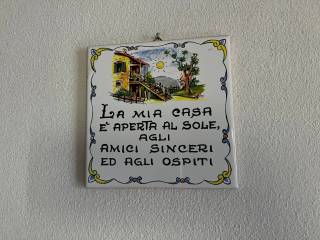 LA MIA CASA
E' APERTA AL SOLE,
AGLI
AMICI SINCERI
ED AGLI OSPITI